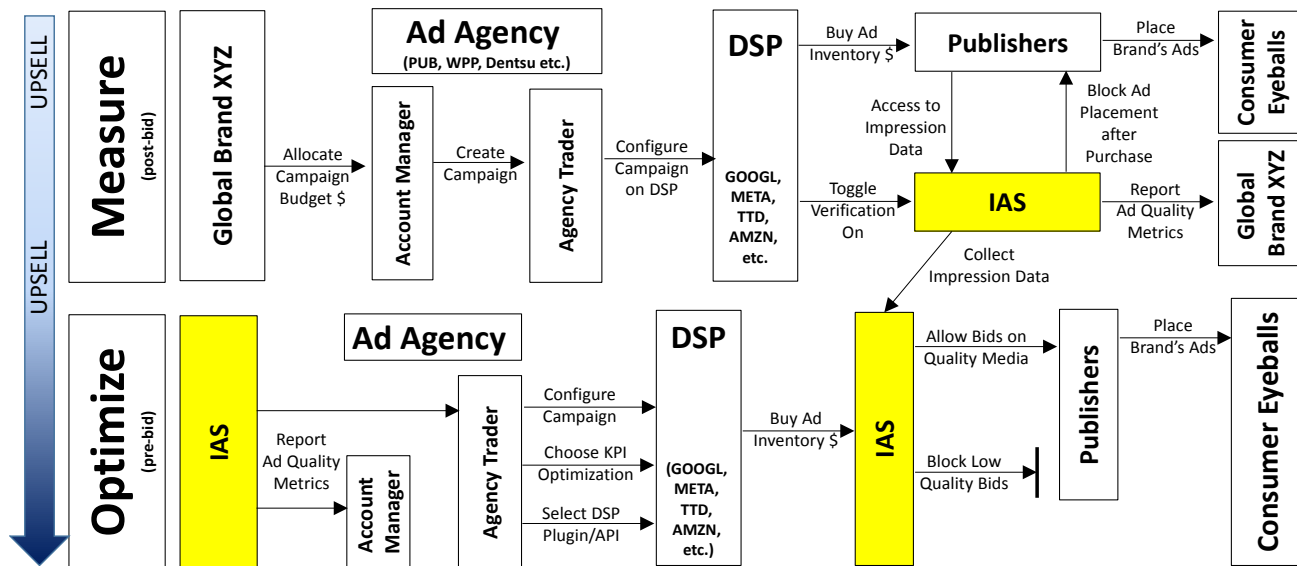 UPSELL
UPSELL
Measure
(post-bid)
Global Brand XYZ
Allocate
Campaign
Budget $
Ad Agency
(PUB, WPP, Dentsu etc.)
Account Manager
Create
Campaign
Agency Trader
Configure
Campaign
on DSP
DSP
GOOGL,
META,
TTD,
AMZN,
etc.
Buy Ad
Inventory $
Toggle
Verification
On
Publishers
Access to
Impression
Data
Block Ad
Placement
after
Purchase
IAS
Place
Brand's Ads
Consumer
Eyeballs
Report
Ad Quality
Metrics
Global
Brand XYZ
Collect
Impression Data
Optimize
(pre-bid)
IAS
Report
Ad Quality
Metrics
Ad Agency
Account
Manager
Agency Trader
Configure
Campaign
Choose KPI
Optimization
Select DSP
Plugin/API
DSP
(GOOGL,
META,
TTD,
AMZN,
etc.)
Buy Ad
Inventory $
IAS
Allow Bids on
Quality Media
Block Low
Quality Bids
Publishers
Place
Brand's Ads
Consumer Eyeballs